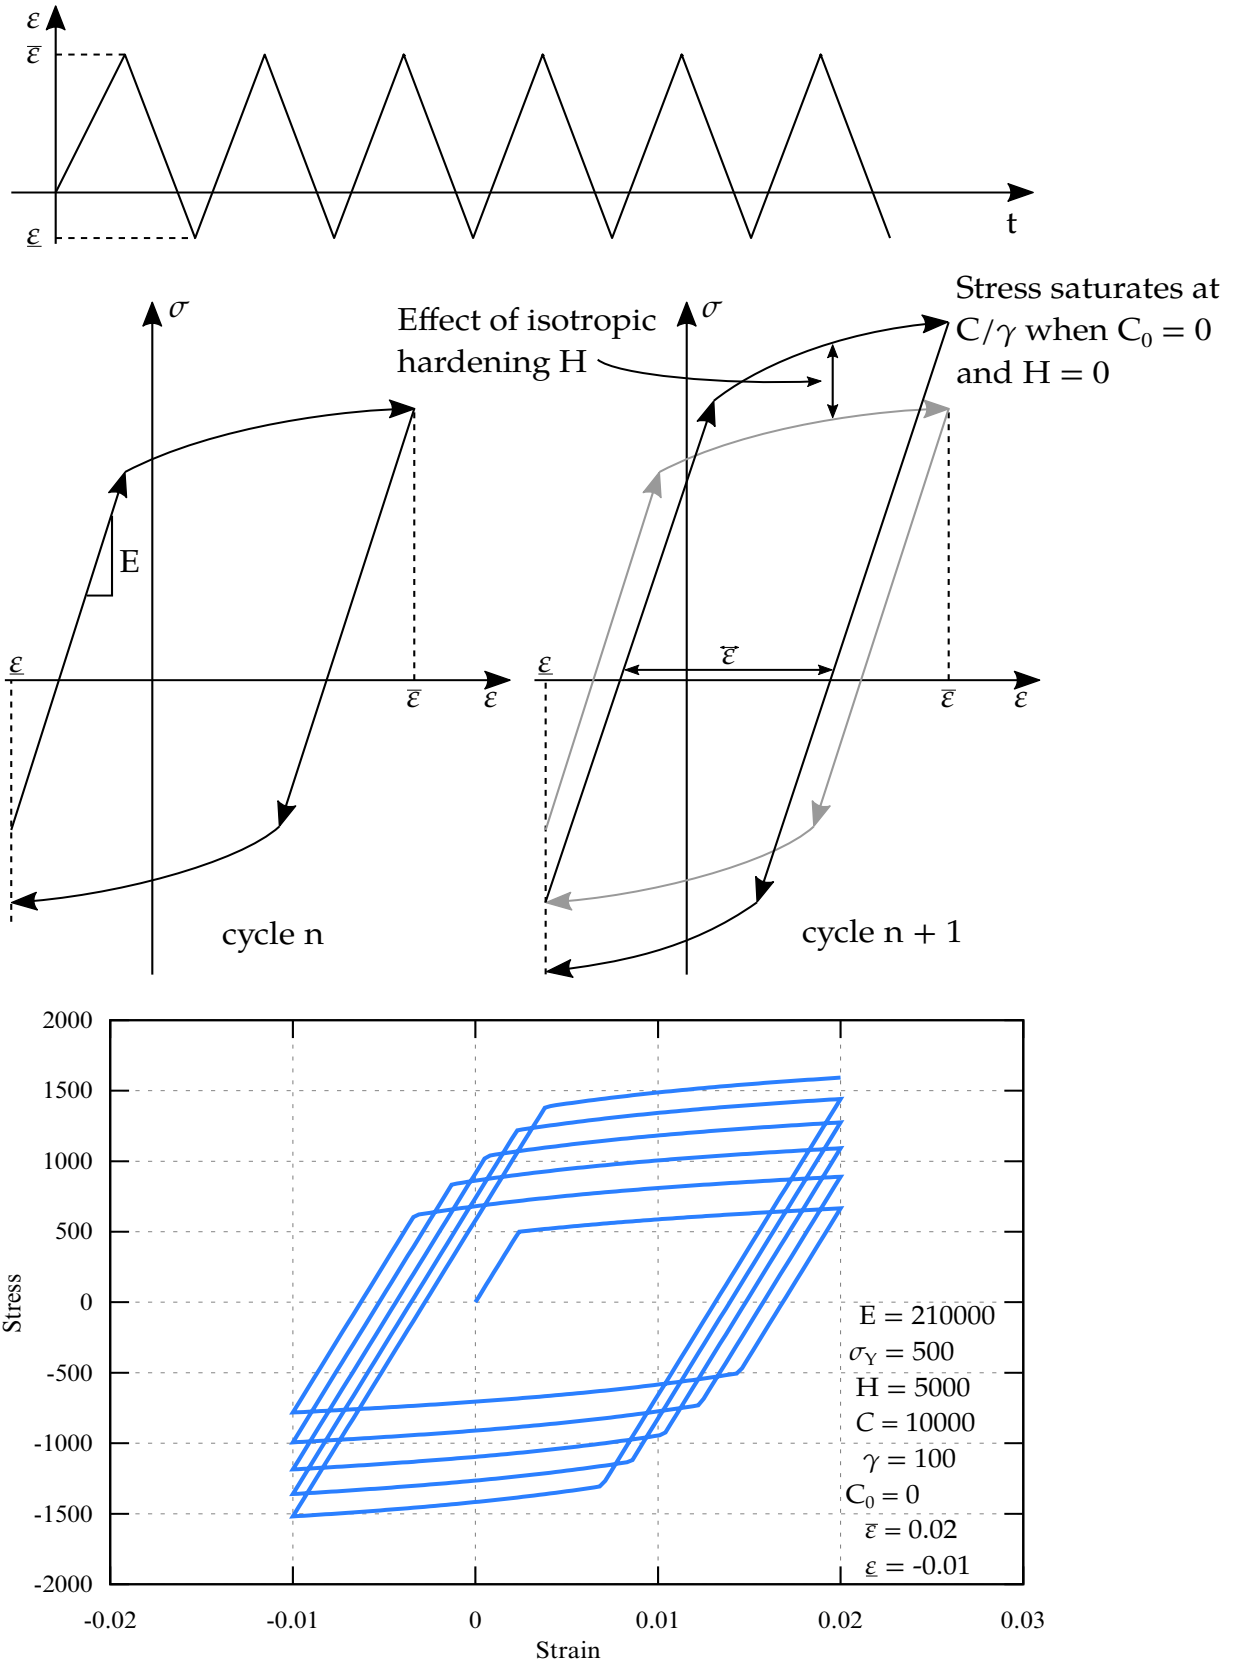 ε
ε̅
ε̲
t
σ
E
ε̲
ε̅
ε
cycle n
Effect of isotropic
hardening H
σ
Stress saturates at
C/γ when C₀ = 0
and H = 0
ε̲
ε̅
ε̅
ε
cycle n + 1
2000
1500
1000
500
0
-500
-1000
-1500
-2000
Stress
E = 210000
σ_Y = 500
H = 5000
C = 10000
γ = 100
C₀ = 0
ε̅ = 0.02
ε̲ = -0.01
-0.02 -0.01 0 0.01 0.02 0.03
Strain